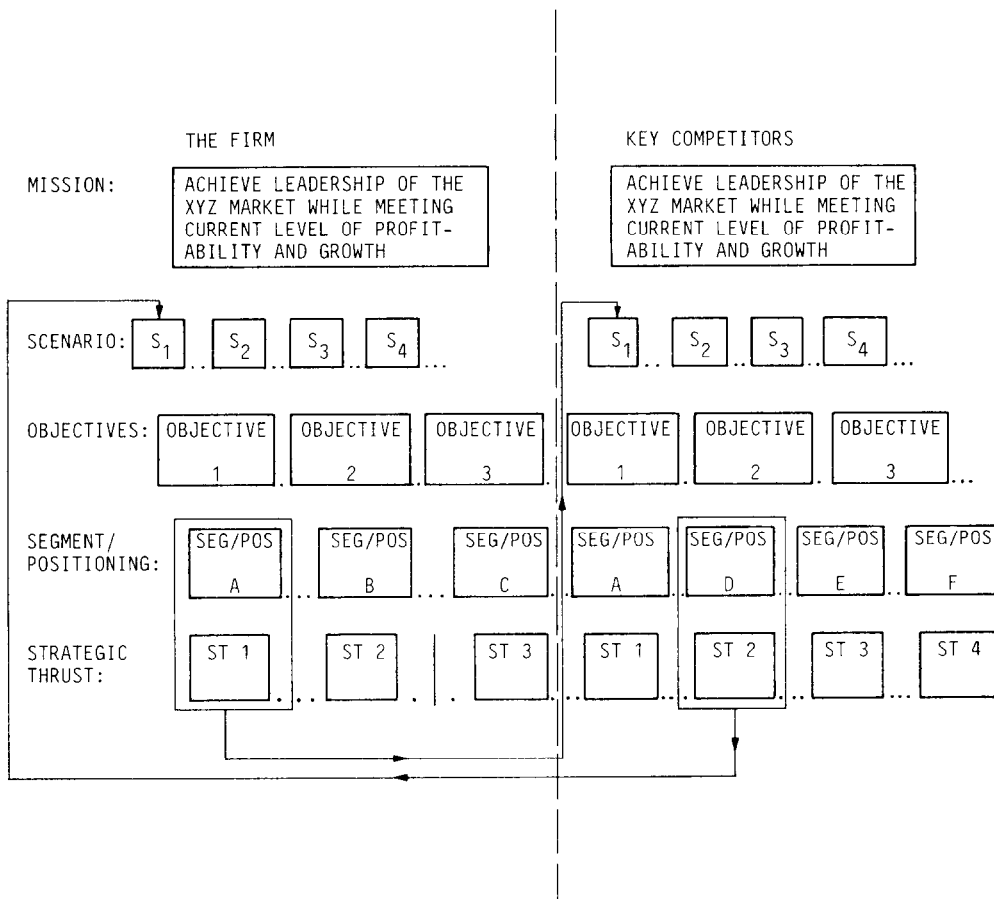 THE FIRM
KEY COMPETITORS
MISSION:
ACHIEVE LEADERSHIP OF THE
XYZ MARKET WHILE MEETING
CURRENT LEVEL OF PROFIT-
ABILITY AND GROWTH
ACHIEVE LEADERSHIP OF THE
XYZ MARKET WHILE MEETING
CURRENT LEVEL OF PROFIT-
ABILITY AND GROWTH
SCENARIO: S1 .. S2 .. S3 .. S4 ... S1 .. S2 .. S3 .. S4 ...
OBJECTIVES: OBJECTIVE OBJECTIVE OBJECTIVE OBJECTIVE OBJECTIVE OBJECTIVE
1 2 3 1 2 3 ...
SEGMENT/ SEG/POS SEG/POS SEG/POS SEG/POS SEG/POS SEG/POS SEG/POS
POSITIONING: A ... B ... C ... A ... D ... E ... F
STRATEGIC ST 1 ST 2 ST 3 ST 1 ST 2 ST 3 ST 4
THRUST: